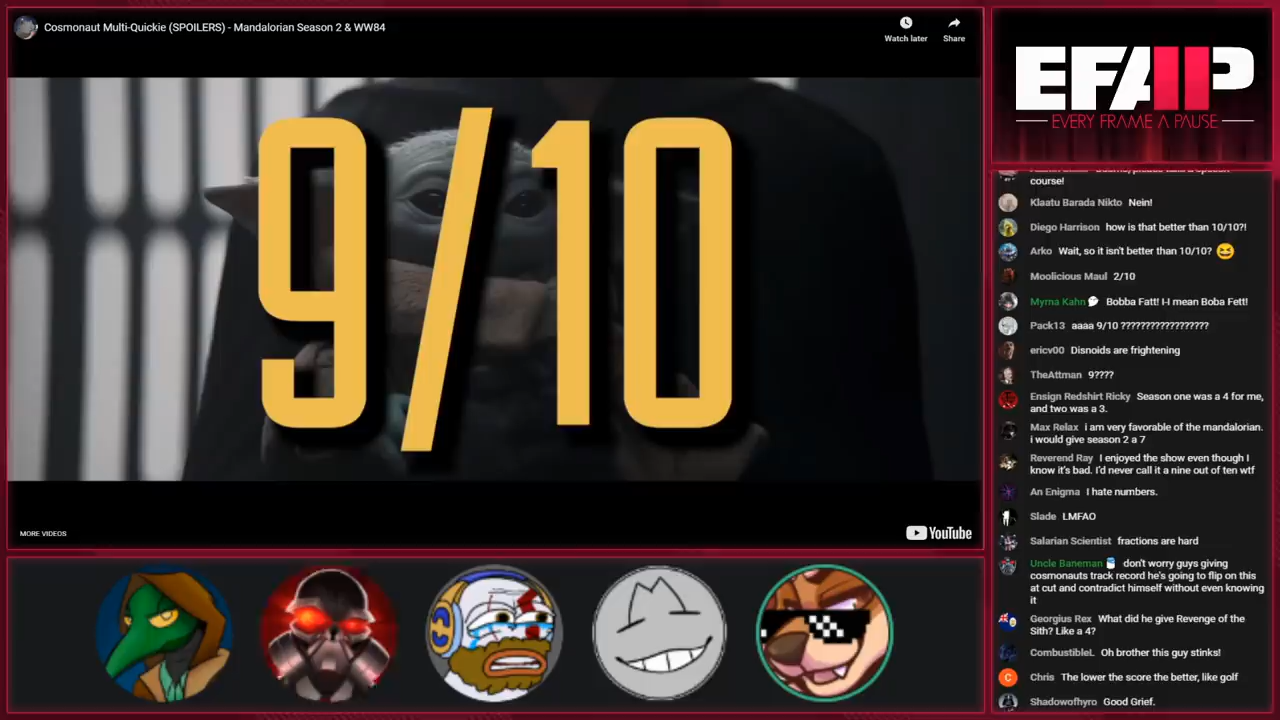 Cosmonaut Multi-Quickie (SPOILERS) - Mandalorian Season 2 & WW84
Watch later
Share
9/10
MORE VIDEOS
YouTube
EFAP
EVERY FRAME A PAUSE
course!
Klaatu Barada Nikto Nein!
Diego Harrison how is that better than 10/10?!
Arko Wait, so it isn't better than 10/10? 😆
Moolicious Maul 2/10
Myrna Kahn Bobba Fatt! I-I mean Boba Fett!
Pack13 aaaa 9/10 ??????????????????
ericv00 Disnoids are frightening
TheAttman 9????
Ensign Redshirt Ricky Season one was a 4 for me,
and two was a 3.
Max Relax i am very favorable of the mandalorian.
i would give season 2 a 7
Reverend Ray I enjoyed the show even though I
know it's bad. I'd never call it a nine out of ten wtf
An Enigma I hate numbers.
Slade LMFAO
Salarian Scientist fractions are hard
Uncle Baneman don't worry guys giving
cosmonauts track record he's going to flip on this
at cut and contradict himself without even knowing
it
Georgius Rex What did he give Revenge of the
Sith? Like a 4?
CombustibleL Oh brother this guy stinks!
C
Chris The lower the score the better, like golf
Shadowofhyro Good Grief.